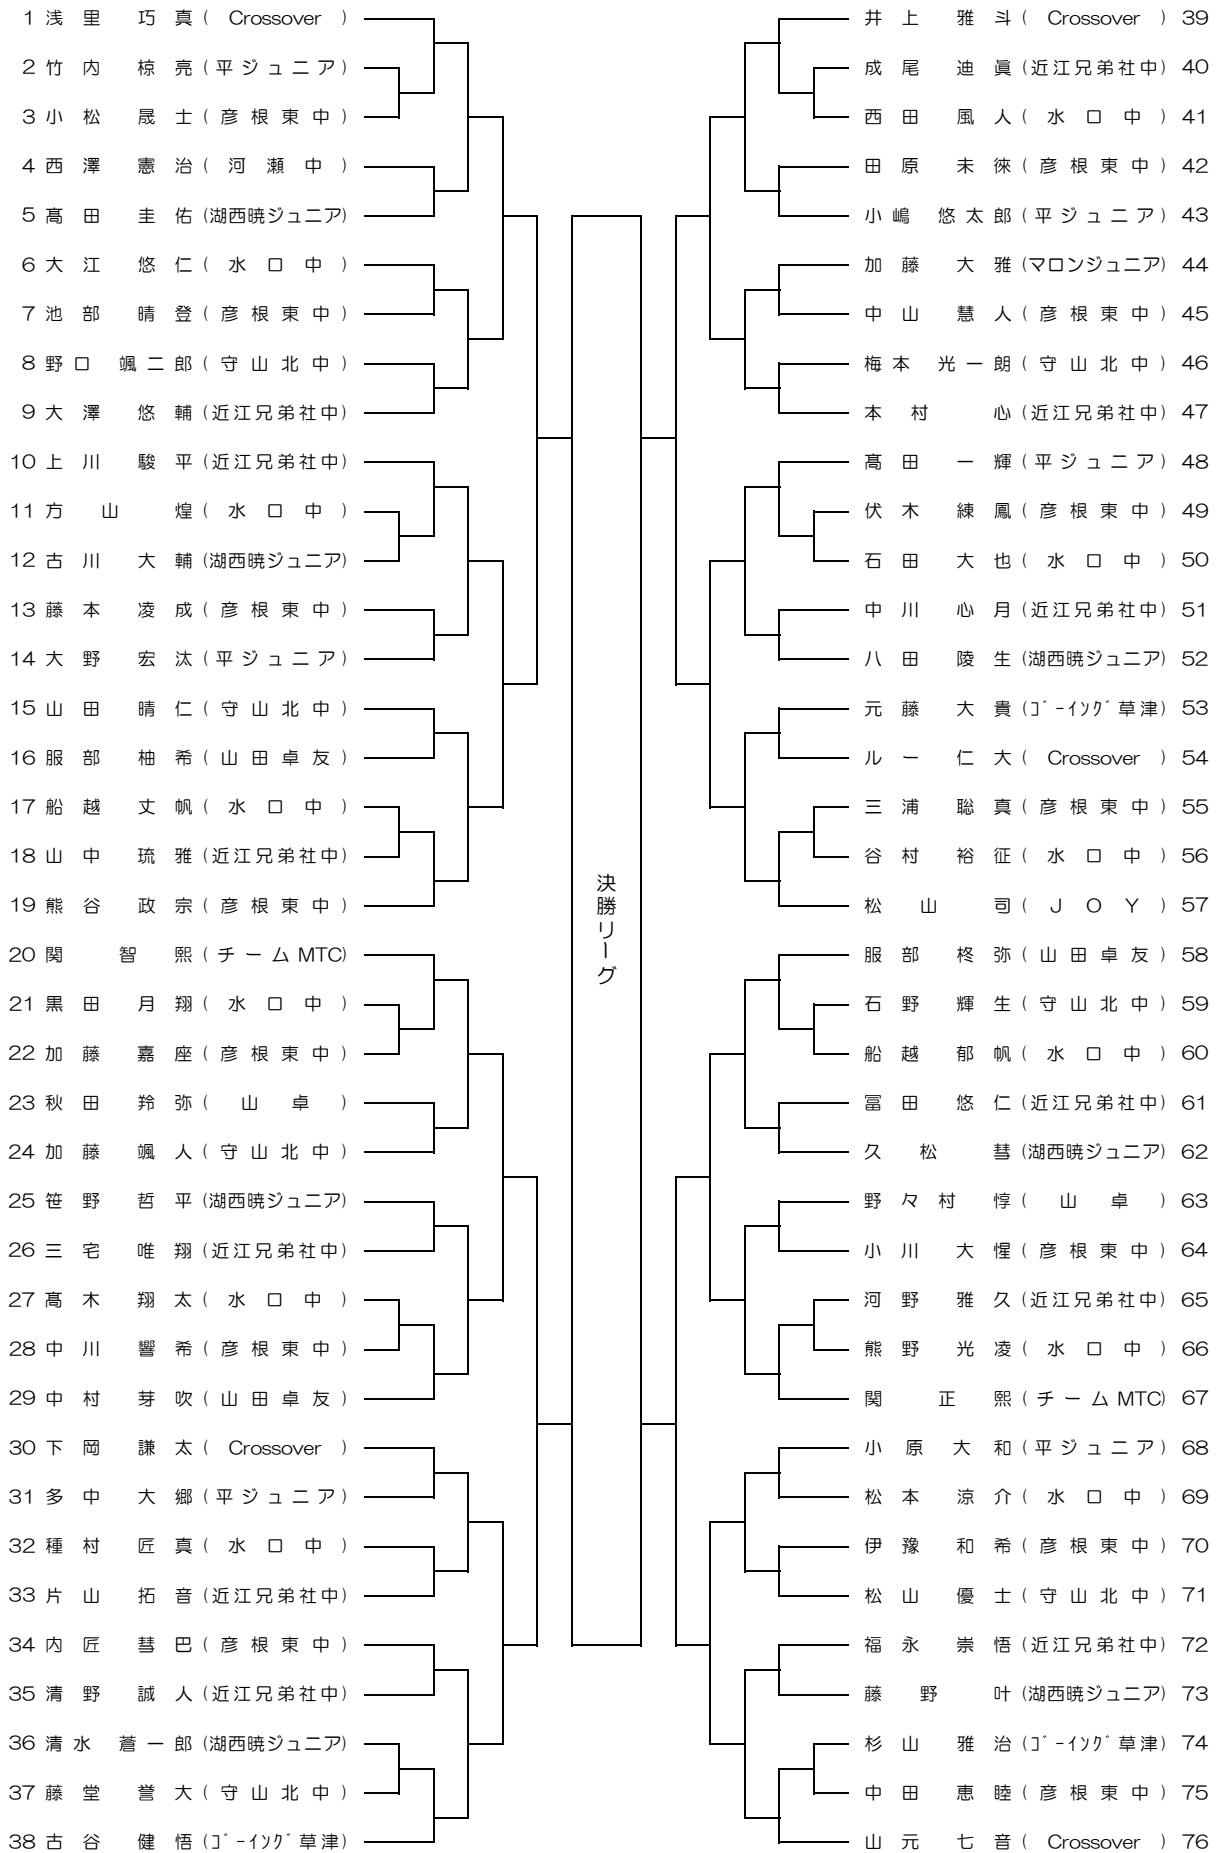 1 浅里 巧真 ( Crossover )
2 竹内 椋亮 (平ジュニア)
3 小松 晟士 (彦根東中)
4 西澤 憲治 (河瀬中)
5 髙田 圭佑 (湖西暁ジュニア)
6 大江 悠仁 (水口中)
7 池部 晴登 (彦根東中)
8 野口 颯二郎 (守山北中)
9 大澤 悠輔 (近江兄弟社中)
10 上川 駿平 (近江兄弟社中)
11 方山 煌 (水口中)
12 古川 大輔 (湖西暁ジュニア)
13 藤本 凌成 (彦根東中)
14 大野 宏汰 (平ジュニア)
15 山田 晴仁 (守山北中)
16 服部 柚希 (山田卓友)
17 船越 丈帆 (水口中)
18 山中 琉雅 (近江兄弟社中)
19 熊谷 政宗 (彦根東中)
20 関 智熙 (チームMTC)
21 黒田 月翔 (水口中)
22 加藤 嘉座 (彦根東中)
23 秋田 羚弥 (山卓)
24 加藤 颯人 (守山北中)
25 笹野 哲平 (湖西暁ジュニア)
26 三宅 唯翔 (近江兄弟社中)
27 髙木 翔太 (水口中)
28 中川 響希 (彦根東中)
29 中村 芽吹 (山田卓友)
30 下岡 謙太 ( Crossover )
31 多中 大郷 (平ジュニア)
32 種村 匠真 (水口中)
33 片山 拓音 (近江兄弟社中)
34 内匠 彗巴 (彦根東中)
35 清野 誠人 (近江兄弟社中)
36 清水 蒼一郎 (湖西暁ジュニア)
37 藤堂 誉大 (守山北中)
38 古谷 健悟 (ｺﾞｰｲﾝｸﾞ草津)
決勝リーグ
井上 雅斗 ( Crossover ) 39
成尾 迪眞 (近江兄弟社中) 40
西田 風人 (水口中) 41
田原 未徠 (彦根東中) 42
小嶋 悠太郎 (平ジュニア) 43
加藤 大雅 (マロンジュニア) 44
中山 慧人 (彦根東中) 45
梅本 光一朗 (守山北中) 46
本村 心 (近江兄弟社中) 47
髙田 一輝 (平ジュニア) 48
伏木 練鳳 (彦根東中) 49
石田 大也 (水口中) 50
中川 心月 (近江兄弟社中) 51
八田 陵生 (湖西暁ジュニア) 52
元藤 大貴 (ｺﾞｰｲﾝｸﾞ草津) 53
ルー 仁大 ( Crossover ) 54
三浦 聡真 (彦根東中) 55
谷村 裕征 (水口中) 56
松山 司 (JOY) 57
服部 柊弥 (山田卓友) 58
石野 輝生 (守山北中) 59
船越 郁帆 (水口中) 60
冨田 悠仁 (近江兄弟社中) 61
久松 彗 (湖西暁ジュニア) 62
野々村 惇 (山卓) 63
小川 大惺 (彦根東中) 64
河野 雅久 (近江兄弟社中) 65
熊野 光凌 (水口中) 66
関 正熙 (チームMTC) 67
小原 大和 (平ジュニア) 68
松本 涼介 (水口中) 69
伊豫 和希 (彦根東中) 70
松山 優士 (守山北中) 71
福永 崇悟 (近江兄弟社中) 72
藤野 叶 (湖西暁ジュニア) 73
杉山 雅治 (ｺﾞｰｲﾝｸﾞ草津) 74
中田 恵睦 (彦根東中) 75
山元 七音 ( Crossover ) 76